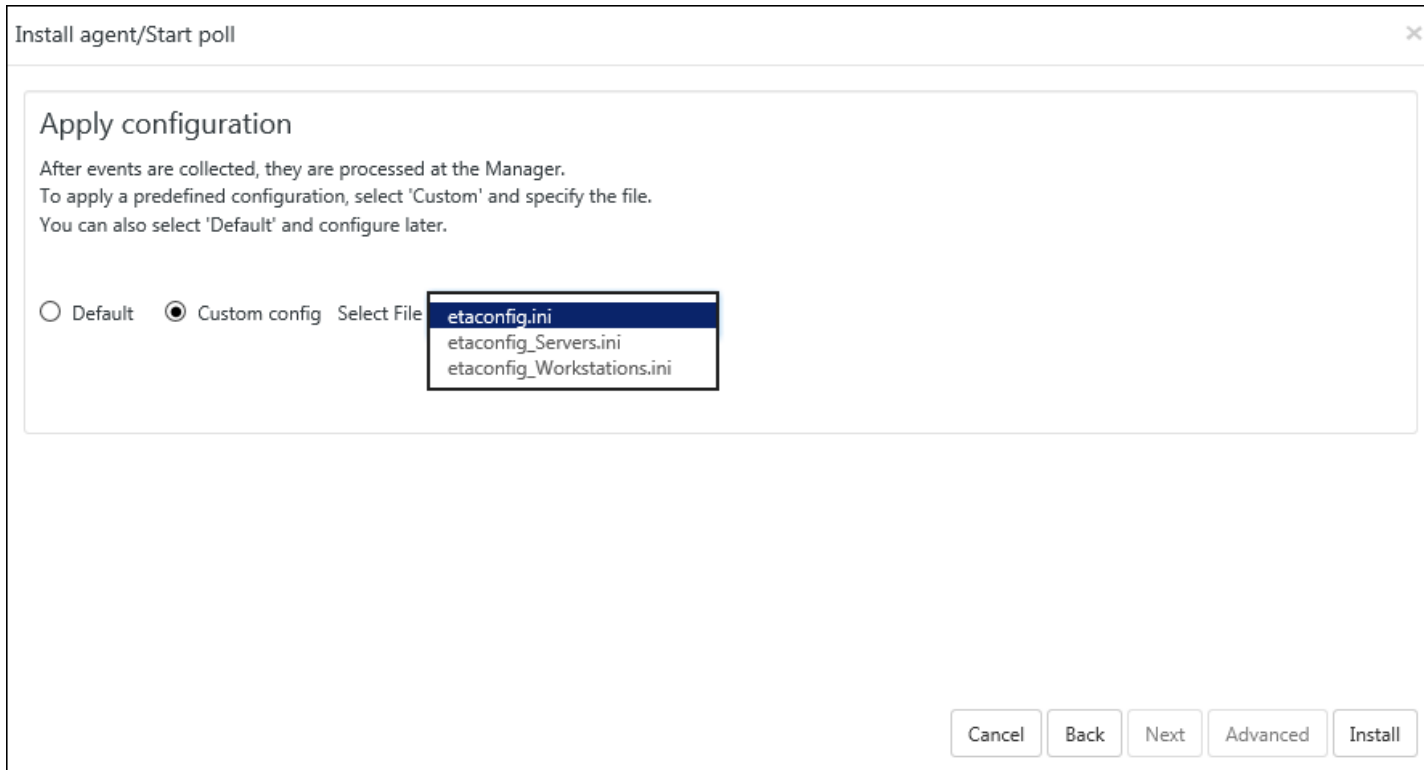 Install agent/Start poll
×
Apply configuration
After events are collected, they are processed at the Manager.
To apply a predefined configuration, select 'Custom' and specify the file.
You can also select 'Default' and configure later.
Default Custom config Select File etaconfig.ini
etaconfig_Servers.ini
etaconfig_Workstations.ini
Cancel Back Next Advanced Install